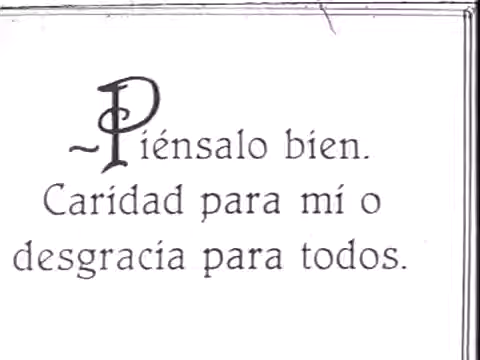 ~Piénsalo bien.
Caridad para mí o
desgracia para todos.